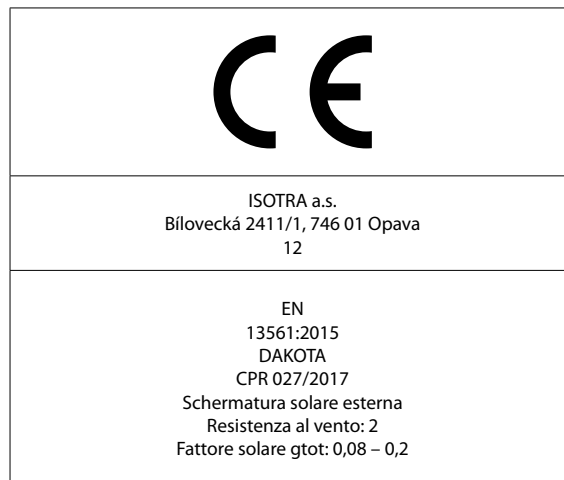 CE
ISOTRA a.s.
Bílovecká 2411/1, 746 01 Opava
12
EN
13561:2015
DAKOTA
CPR 027/2017
Schermatura solare esterna
Resistenza al vento: 2
Fattore solare gtot: 0,08 – 0,2